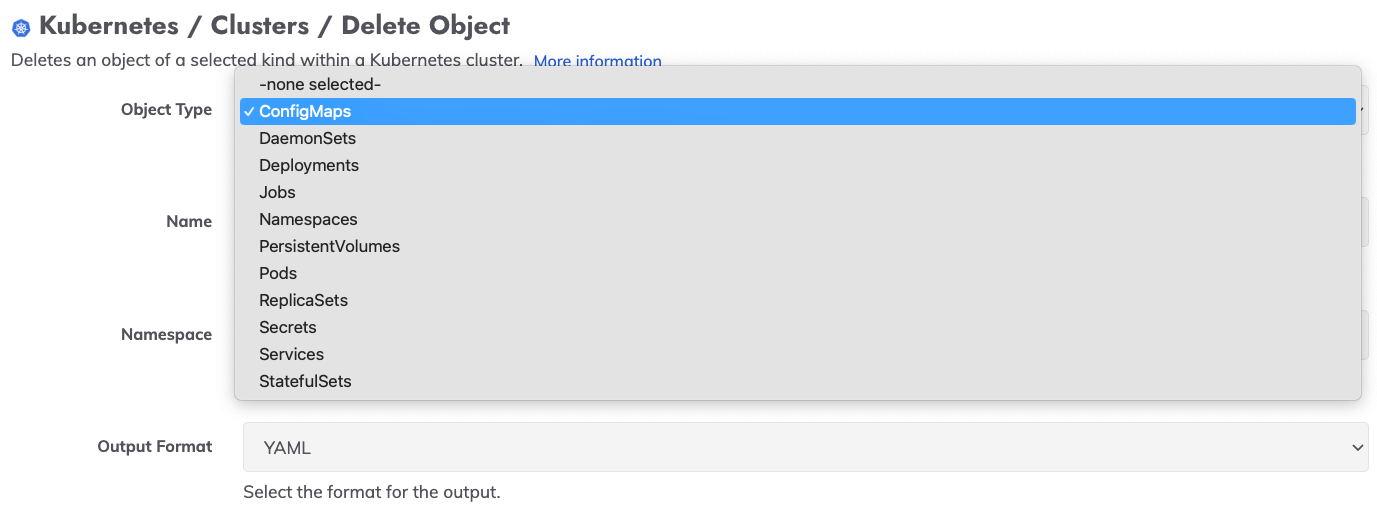 Kubernetes / Clusters / Delete Object
Deletes an object of a selected kind within a Kubernetes cluster. More information
Object Type
-none selected-
✓ ConfigMaps
DaemonSets
Deployments
Jobs
Namespaces
PersistentVolumes
Pods
ReplicaSets
Secrets
Services
StatefulSets
Name
Namespace
Output Format
YAML
Select the format for the output.